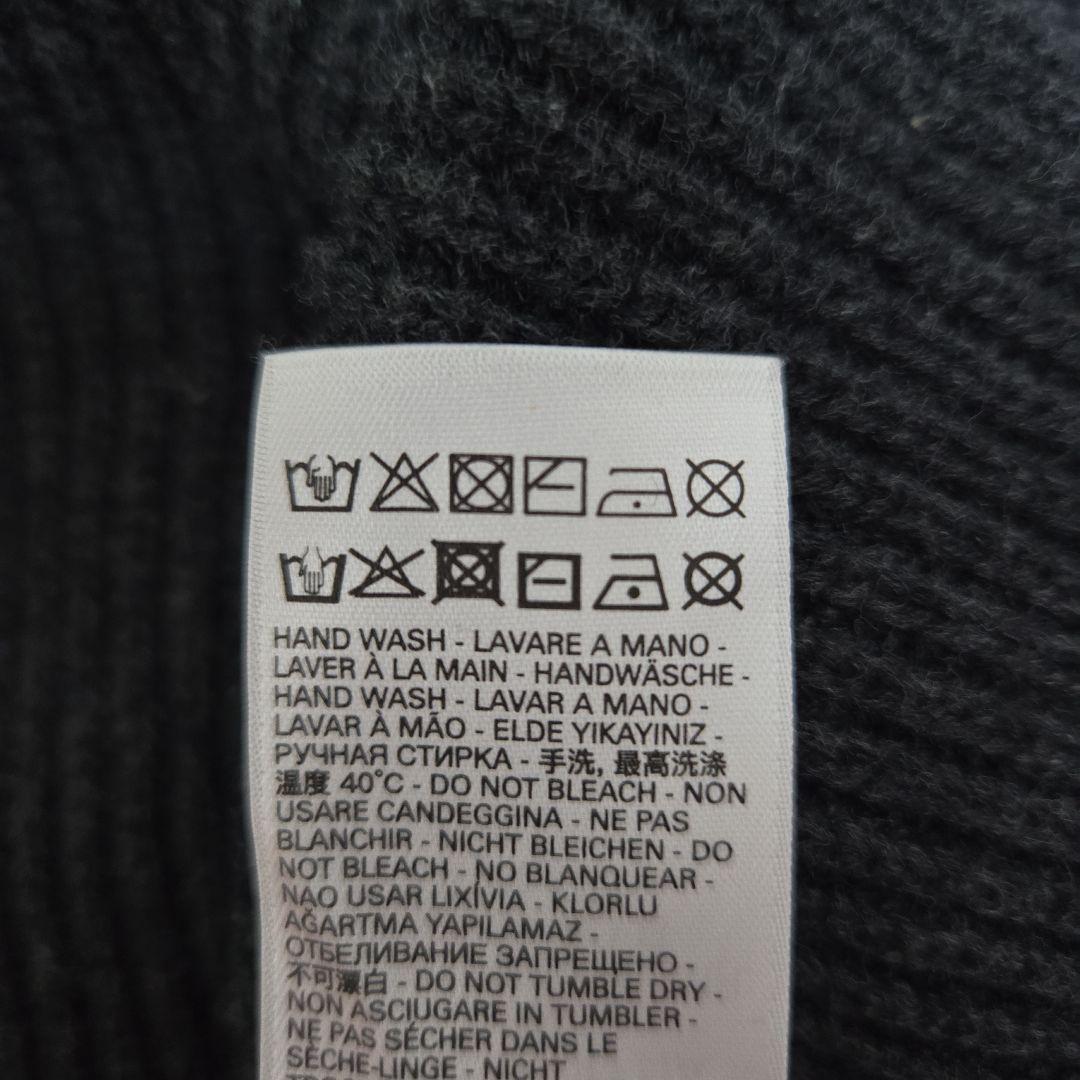 HAND WASH - LAVARE A MANO -
LAVER À LA MAIN - HANDWÄSCHE -
HAND WASH - LAVAR A MANO -
LAVAR À MÃO - ELDE YIKAYINIZ -
РУЧНАЯ СТИРКА - 手洗, 最高洗涤
温度 40°C - DO NOT BLEACH - NON
USARE CANDEGGINA - NE PAS
BLANCHIR - NICHT BLEICHEN - DO
NOT BLEACH - NO BLANQUEAR -
NAO USAR LIXÍVIA - KLORLU
AĞARTMA YAPILAMAZ -
ОТБЕЛИВАНИЕ ЗАПРЕЩЕНО -
不可漂白 - DO NOT TUMBLE DRY -
NON ASCIUGARE IN TUMBLER -
NE PAS SÉCHER DANS LE
SÈCHE-LINGE - NICHT